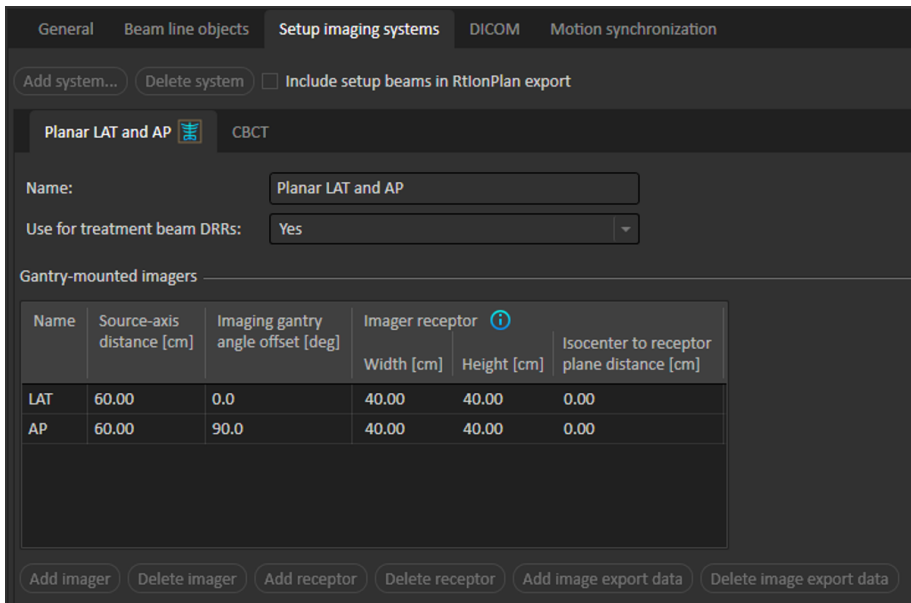 General Beam line objects Setup imaging systems DICOM Motion synchronization
Add system... Delete system Include setup beams in RtIonPlan export
Planar LAT and AP CBCT
Name: Planar LAT and AP
Use for treatment beam DRRs: Yes
Gantry-mounted imagers
Name Source-axis distance [cm] Imaging gantry angle offset [deg] Imager receptor
Width [cm] Height [cm] Isocenter to receptor plane distance [cm]
LAT 60.00 0.0 40.00 40.00 0.00
AP 60.00 90.0 40.00 40.00 0.00
Add imager Delete imager Add receptor Delete receptor Add image export data Delete image export data